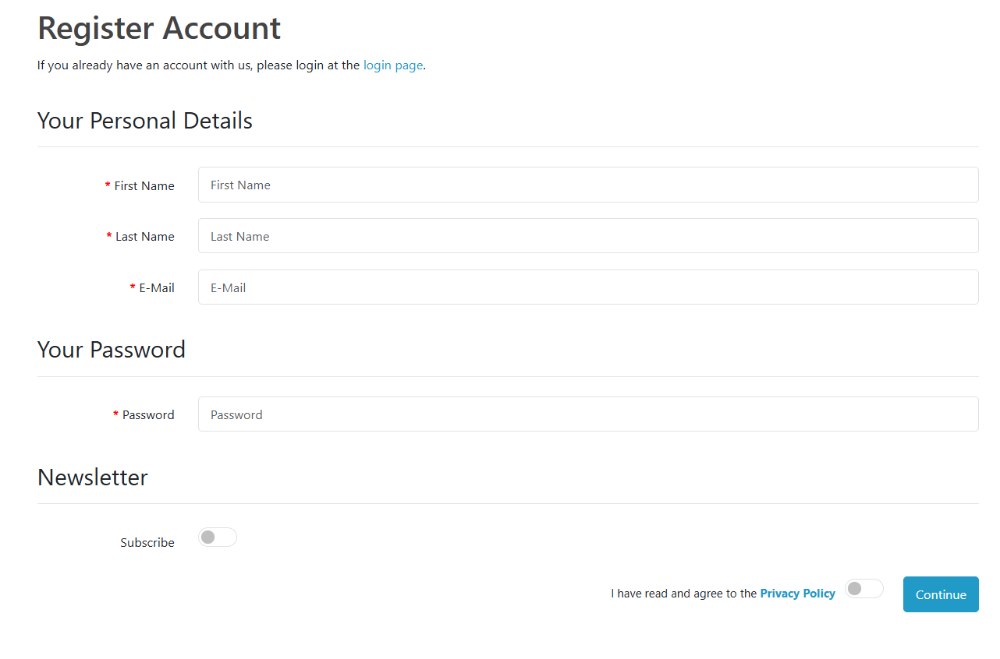 Register Account
If you already have an account with us, please login at the login page.
Your Personal Details
* First Name First Name
* Last Name Last Name
* E-Mail E-Mail
Your Password
* Password Password
Newsletter
Subscribe
I have read and agree to the Privacy Policy Continue